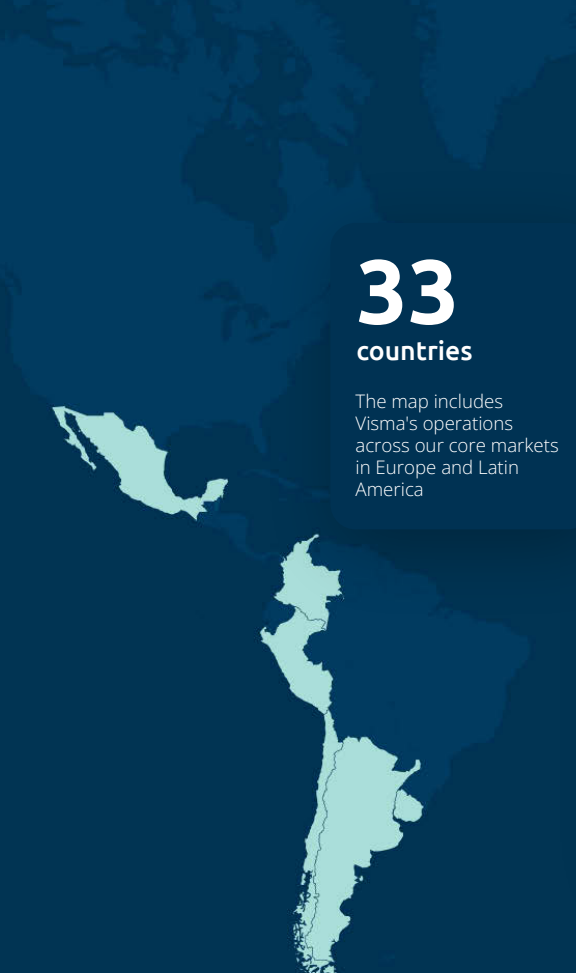 33
countries
The map includes
Visma's operations
across our core markets
in Europe and Latin
America